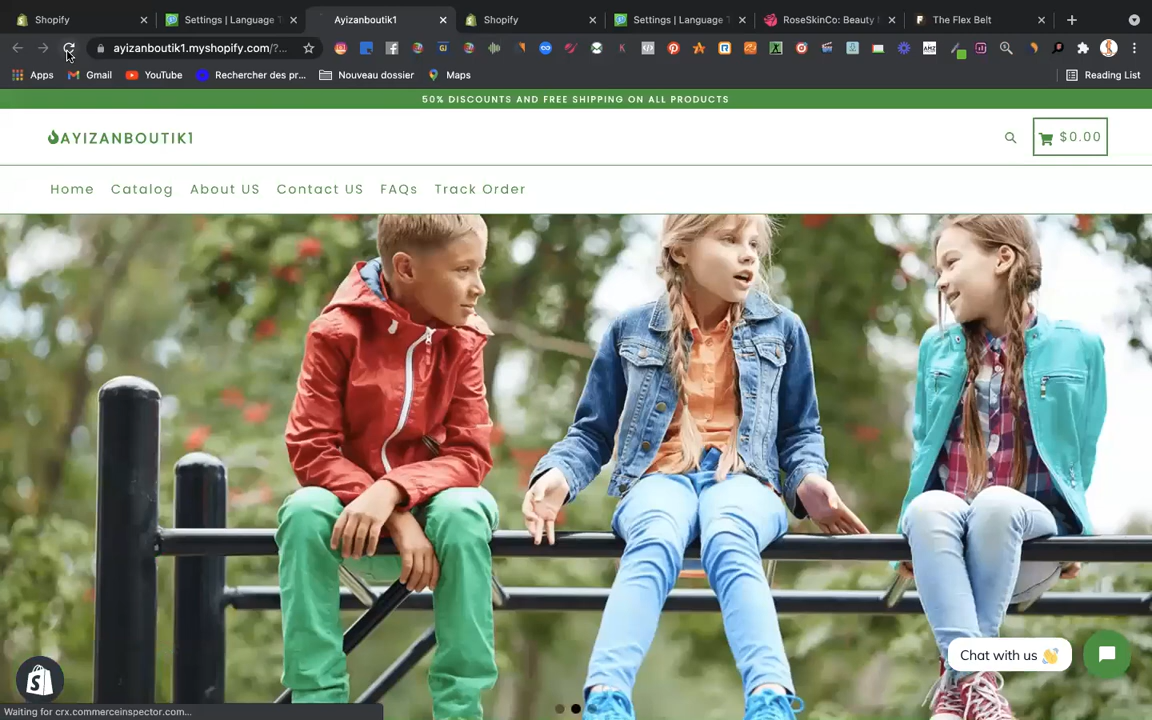 Shopify
Settings | Language T
Ayizanboutik1
Shopify
Settings | Language T
RoseSkinCo: Beauty
The Flex Belt
ayizanboutik1.myshopify.com/?...
Apps
Gmail
YouTube
Rechercher des pr...
Nouveau dossier
Maps
Reading List
50% DISCOUNTS AND FREE SHIPPING ON ALL PRODUCTS
AYIZANBOUTIK1
$0.00
Home Catalog About US Contact US FAQs Track Order
Chat with us 👋
Waiting for crx.commerceinspector.com...